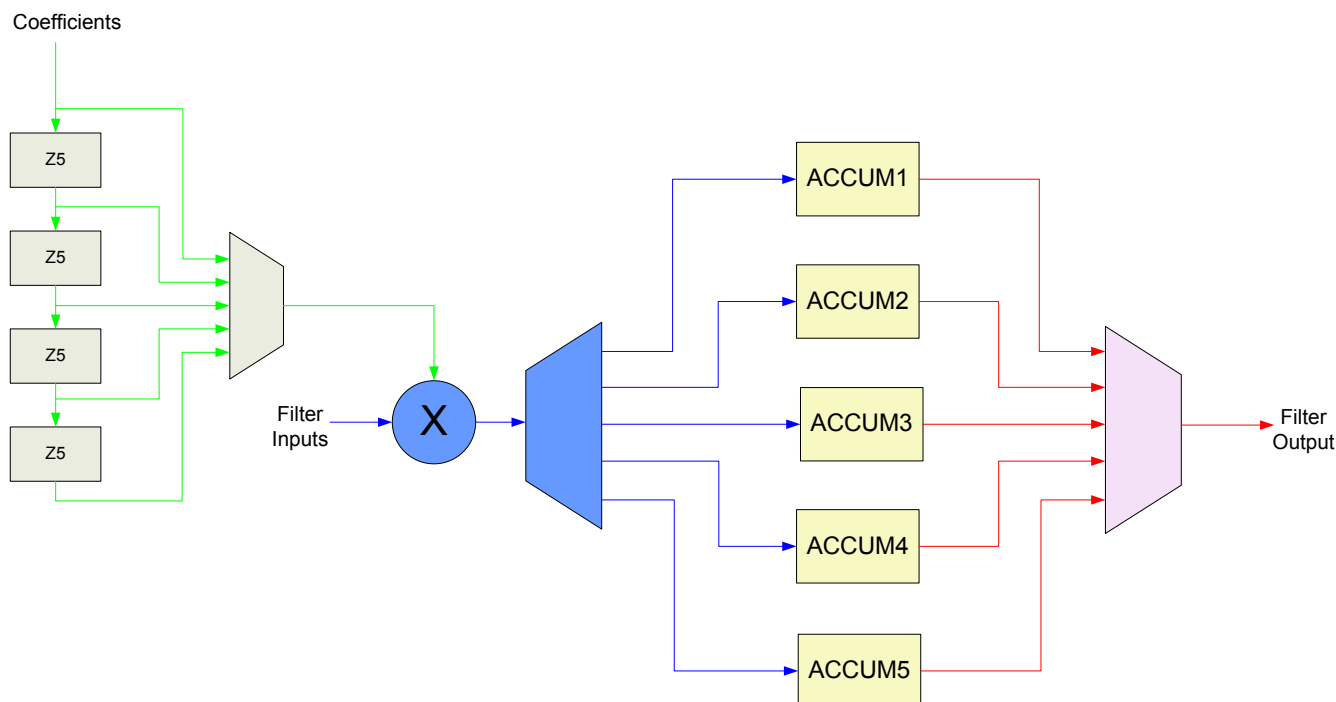 Coefficients
Z5
Z5
Z5
Z5
Filter
Inputs
X
ACCUM1
ACCUM2
ACCUM3
ACCUM4
ACCUM5
Filter
Output